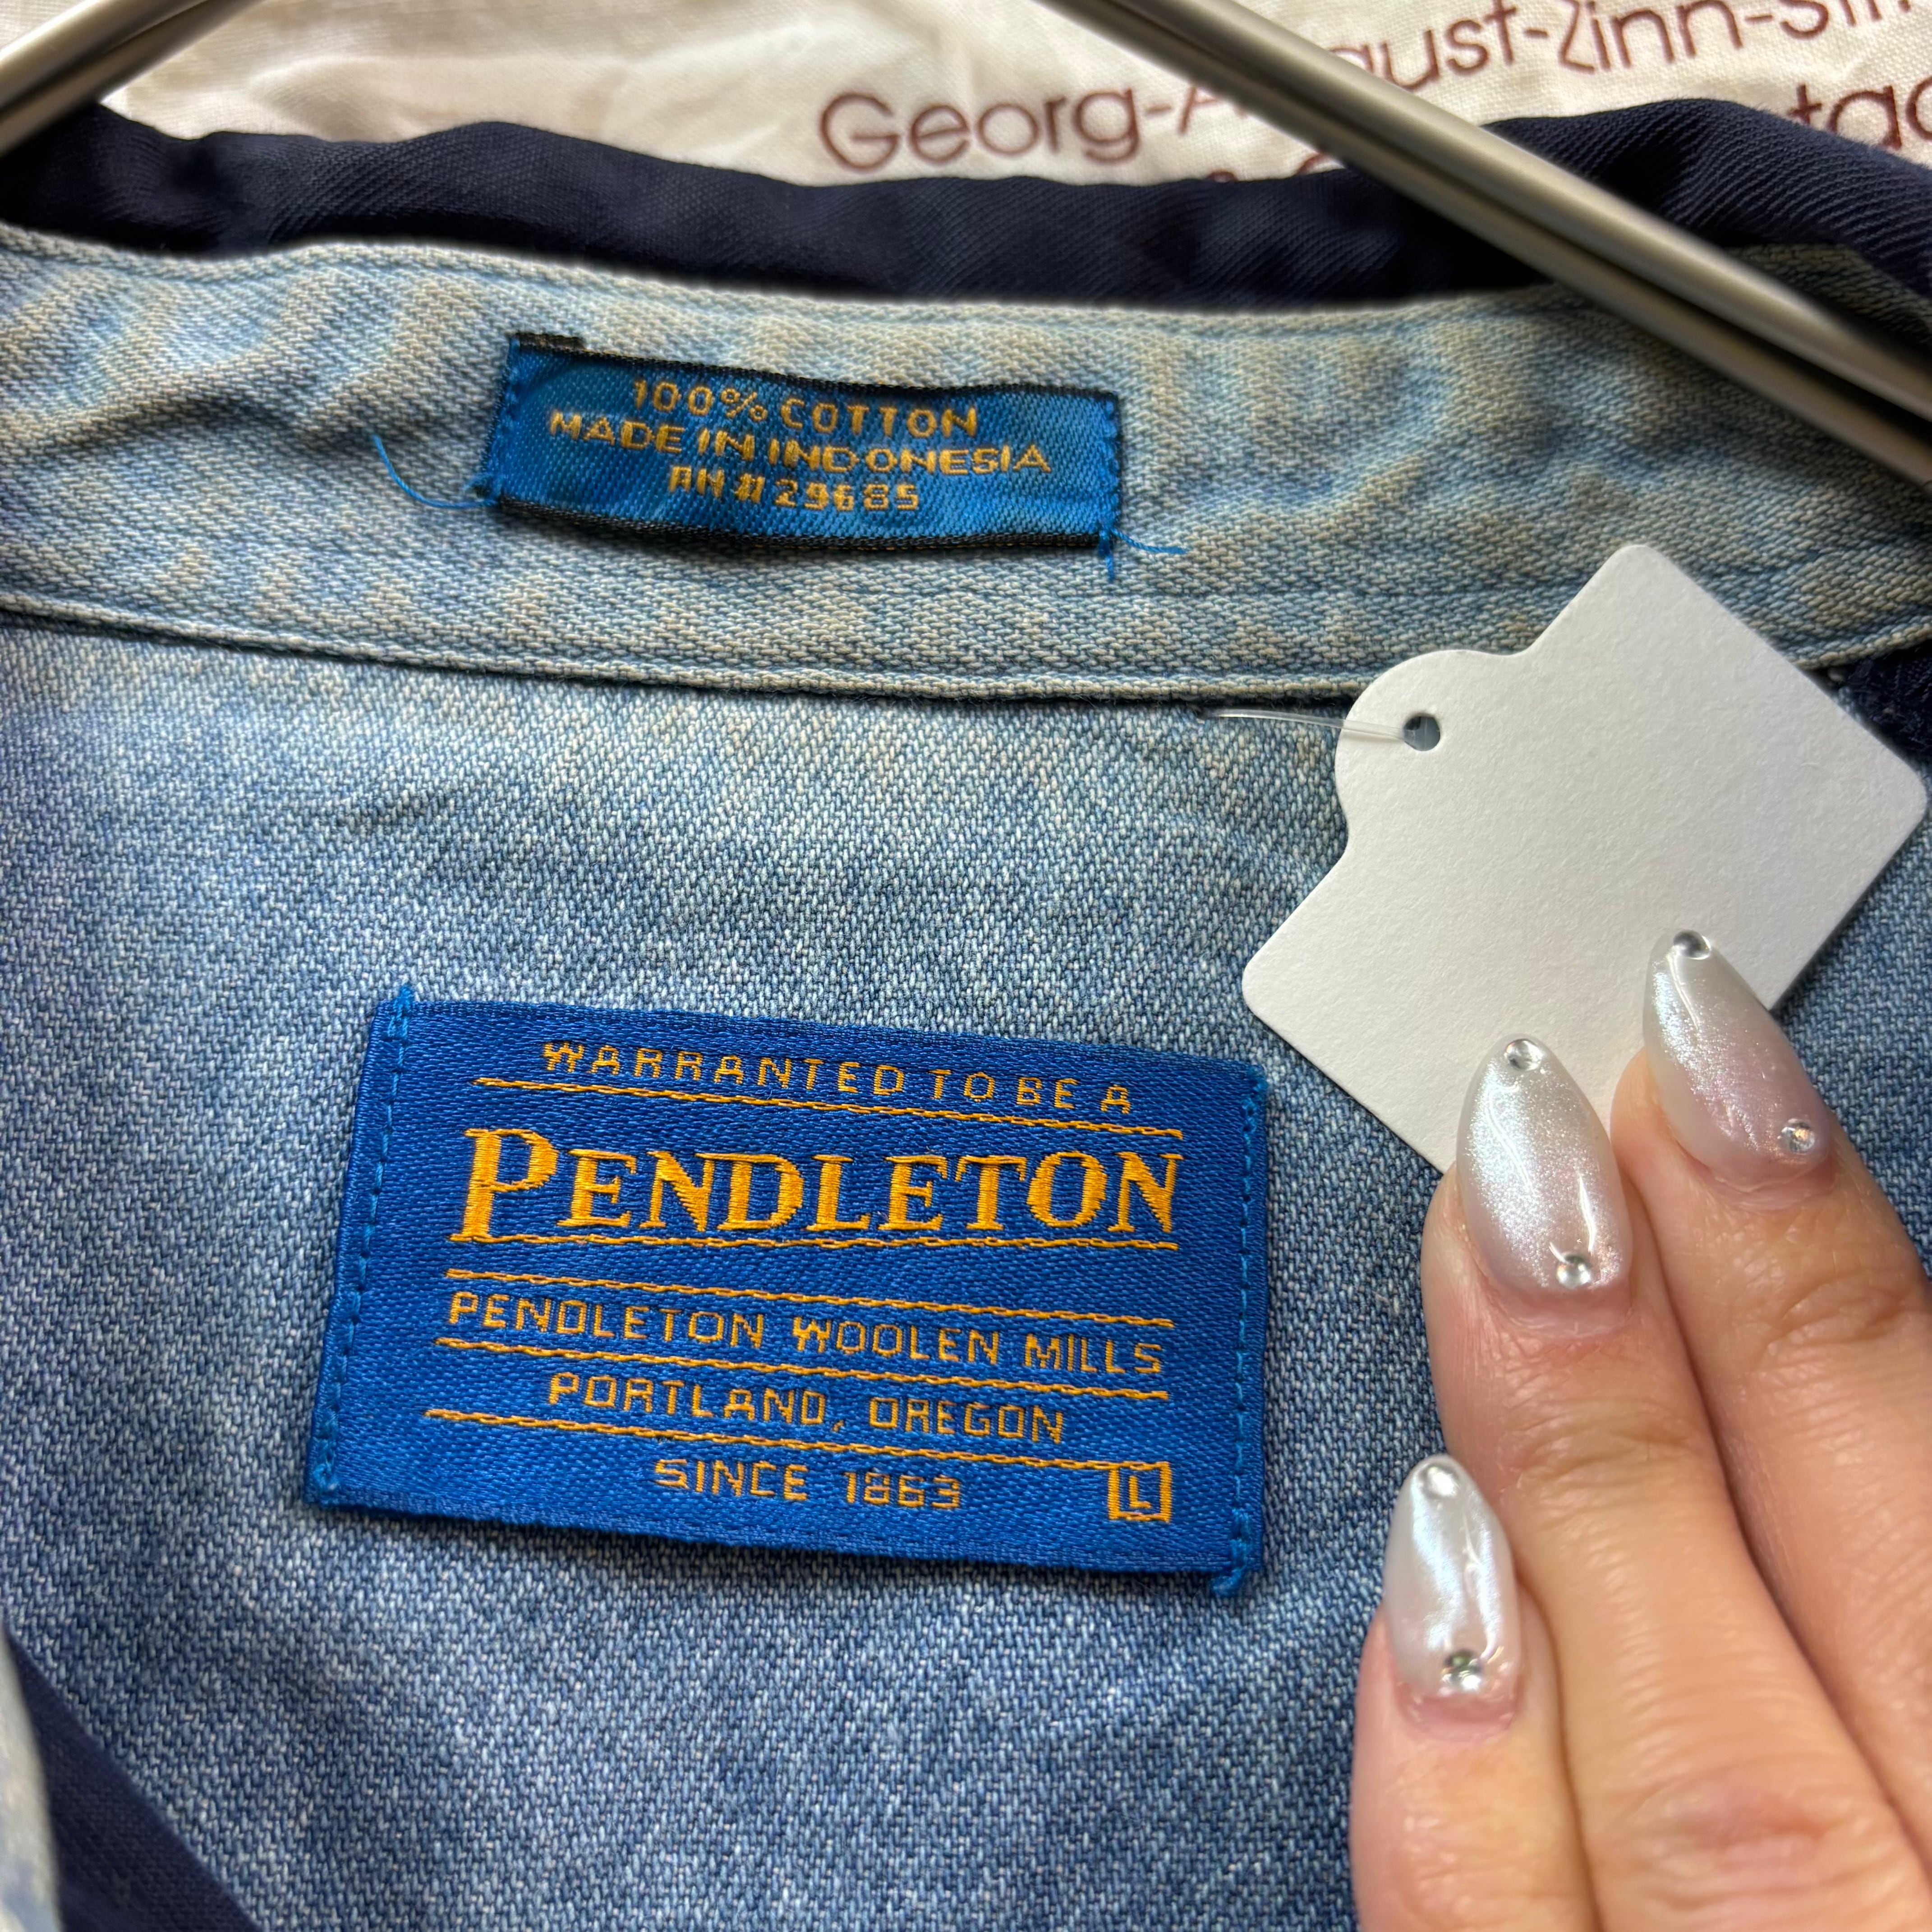 Georg-A ust-Zinn-Str.
100% COTTON
MADE IN INDONESIA
RN # 29685
WARRANTED TO BE A
PENDLETON
PENDLETON WOOLEN MILLS
PORTLAND, OREGON
SINCE 1863
L